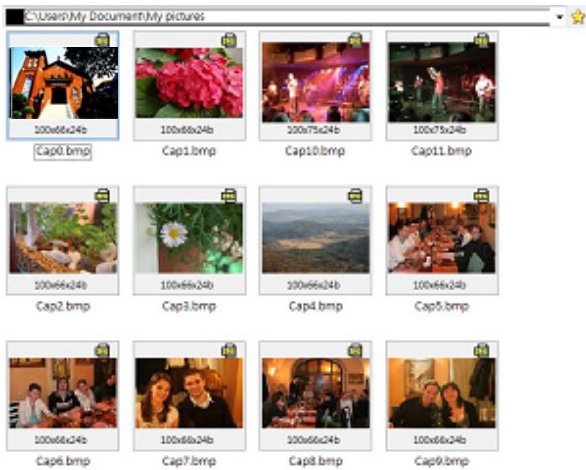 C:\Users\My Document\My pictures
100x66x24b 100x66x24b 100x75x24b 100x75x24b
Cap0.bmp Cap1.bmp Cap10.bmp Cap11.bmp
100x66x24b 100x66x24b 100x66x24b 100x66x24b
Cap2.bmp Cap3.bmp Cap4.bmp Cap5.bmp
100x66x24b 100x66x24b 100x66x24b 100x66x24b
Cap6.bmp Cap7.bmp Cap8.bmp Cap9.bmp